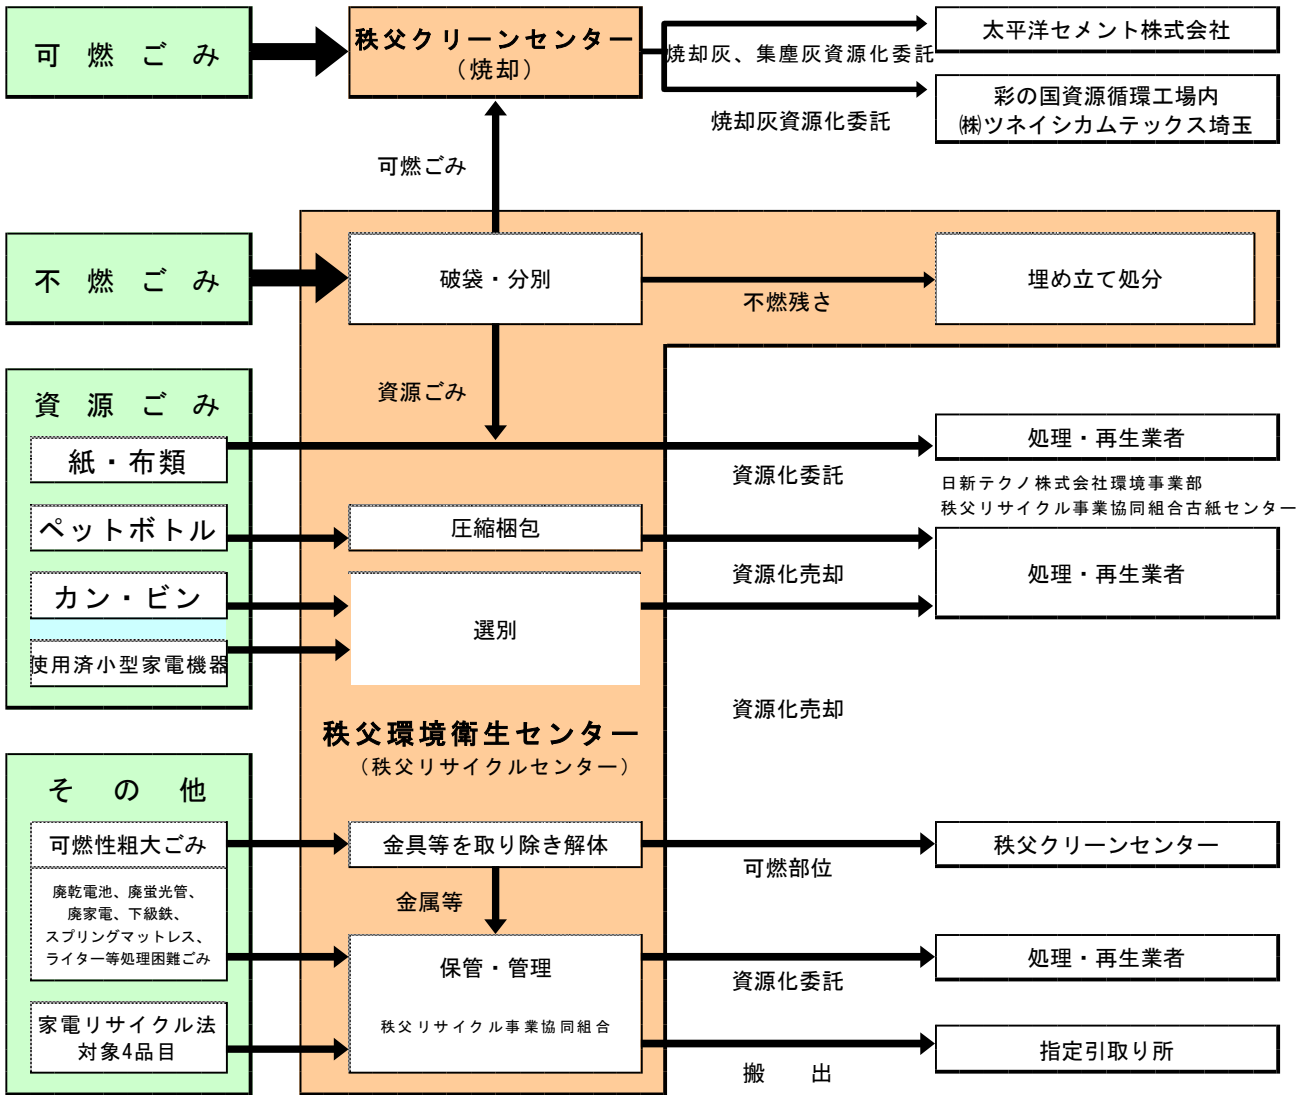 可燃ごみ
秩父クリーンセンター
（焼却）
焼却灰、集塵灰資源化委託
太平洋セメント株式会社
焼却灰資源化委託
彩の国資源循環工場内
㈱ツネイシカムテックス埼玉
可燃ごみ
不燃ごみ
破袋・分別
不燃残さ
埋め立て処分
資源ごみ
資源ごみ
紙・布類
資源化委託
処理・再生業者
日新テクノ株式会社環境事業部
秩父リサイクル事業協同組合古紙センター
ペットボトル
圧縮梱包
資源化売却
処理・再生業者
カン・ビン
選別
使用済小型家電機器
資源化売却
秩父環境衛生センター
（秩父リサイクルセンター）
その他
可燃性粗大ごみ
金具等を取り除き解体
可燃部位
秩父クリーンセンター
金属等
廃乾電池、廃蛍光管、
廃家電、下級鉄、
スプリングマットレス、
ライター等処理困難ごみ
保管・管理
秩父リサイクル事業協同組合
資源化委託
処理・再生業者
家電リサイクル法
対象4品目
搬出
指定引取り所